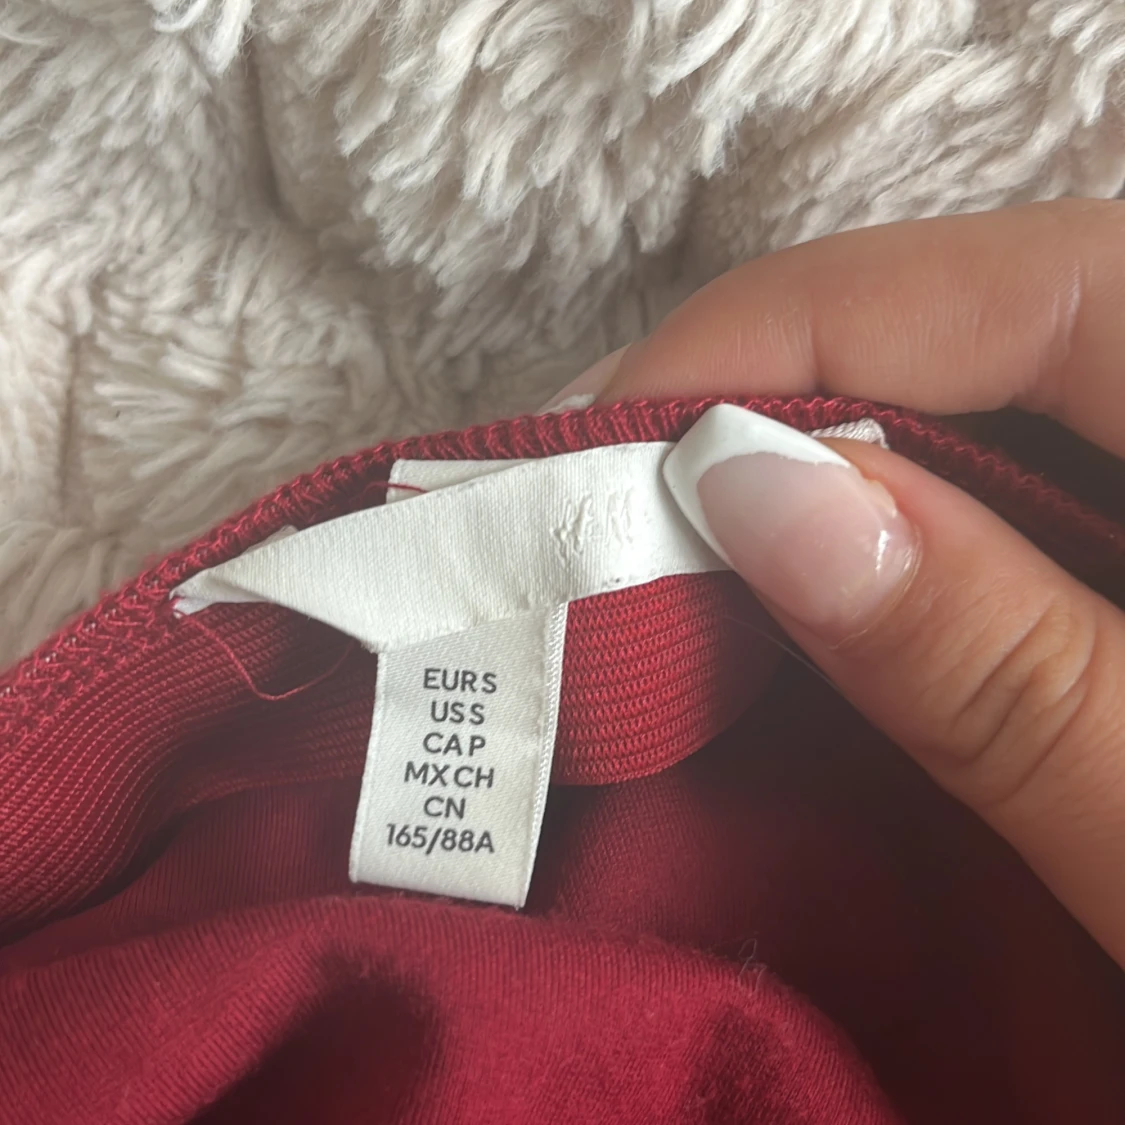 H&M
EUR S
US S
CA P
MX CH
CN
165/88A